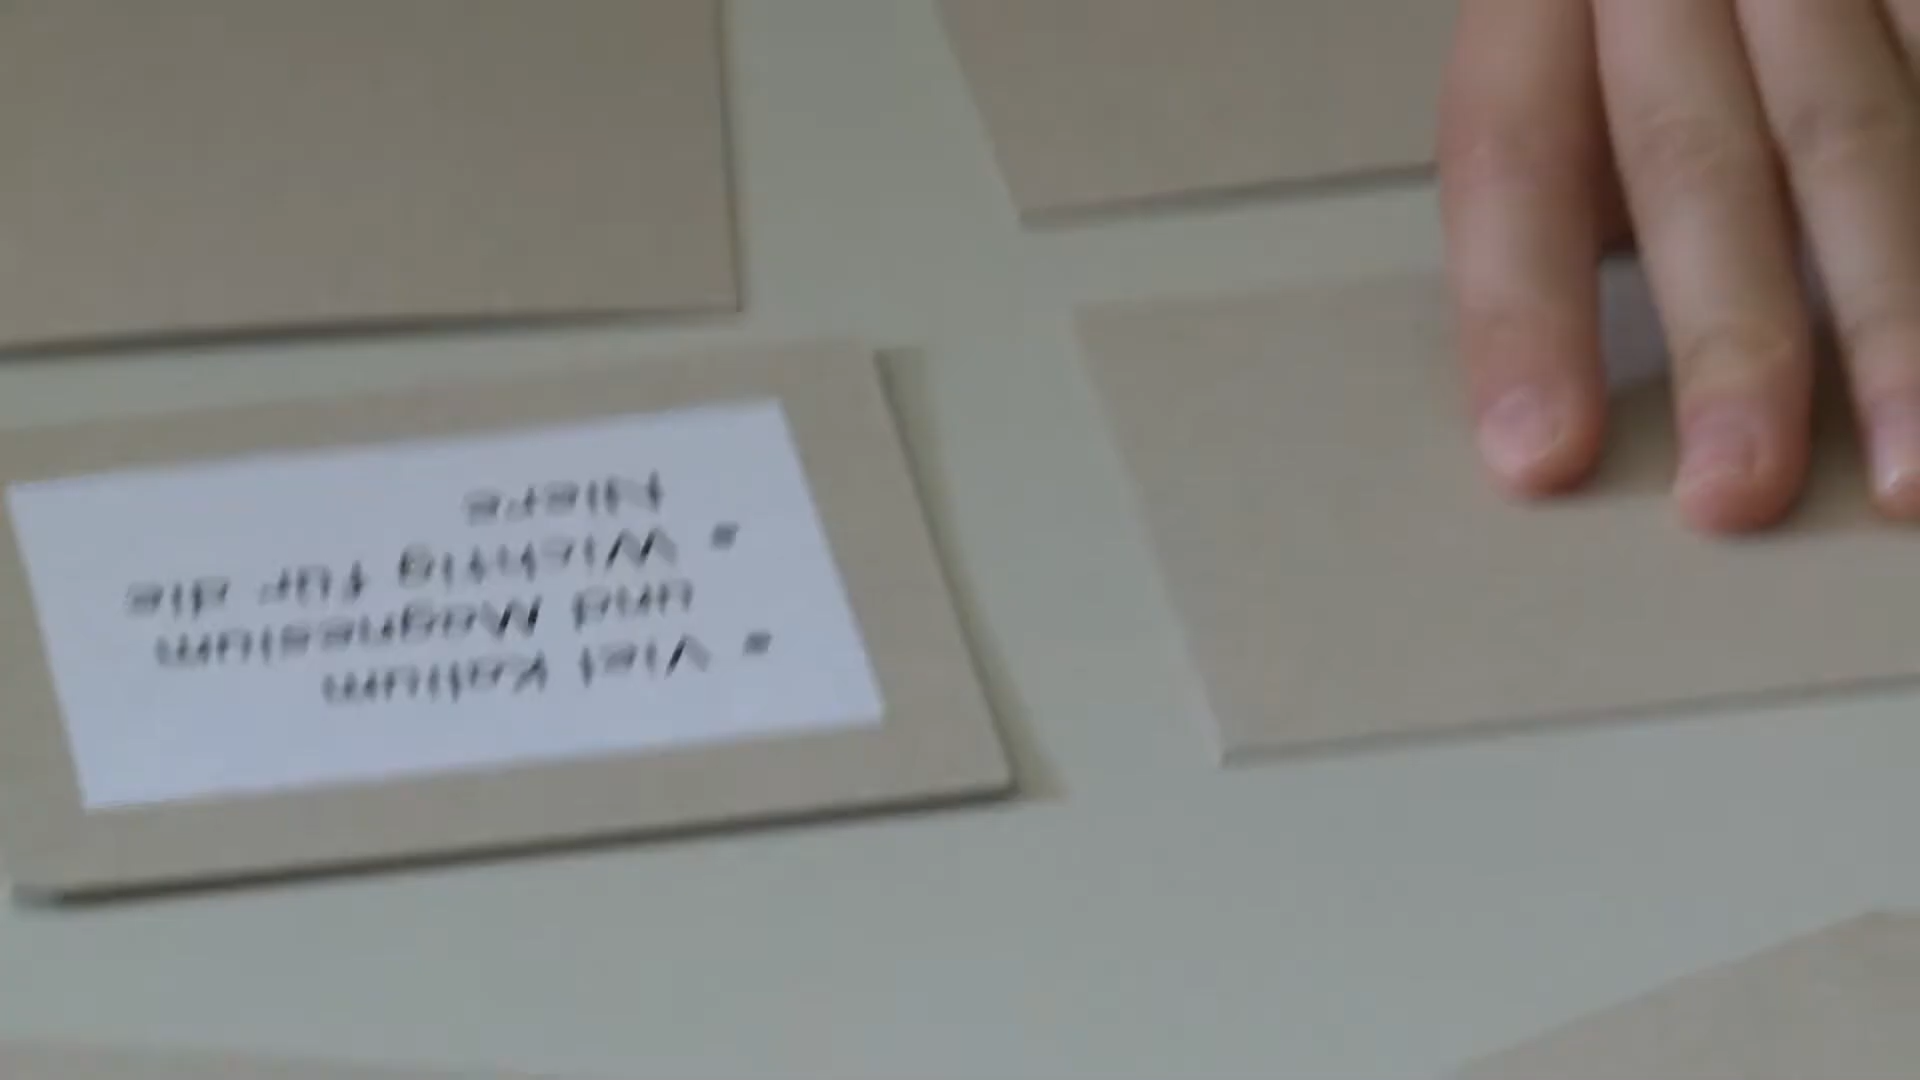 • Viel Kalium
und Magnesium
• Wichtig für die
Niere